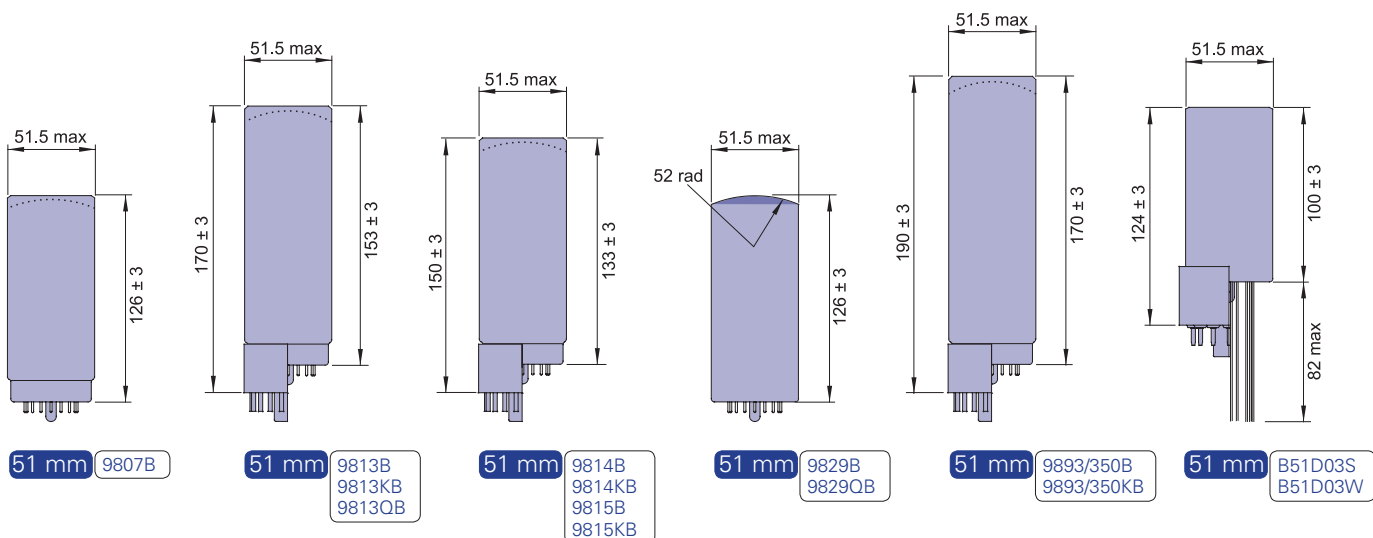 51.5 max
126 ± 3
51 mm
9807B
51.5 max
170 ± 3
153 ± 3
51 mm
9813B
9813KB
9813QB
51.5 max
150 ± 3
133 ± 3
51 mm
9814B
9814KB
9815B
9815KB
51.5 max
52 rad
126 ± 3
51 mm
9829B
9829QB
51.5 max
190 ± 3
170 ± 3
51 mm
9893/350B
9893/350KB
51.5 max
124 ± 3
100 ± 3
82 max
51 mm
B51D03S
B51D03W